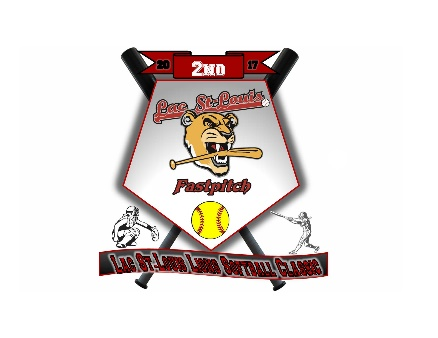 20 2ND 17
Lac St.Louis
Fastpitch
LAC ST.LOUIS LIONS SOFTBALL CLASSIC